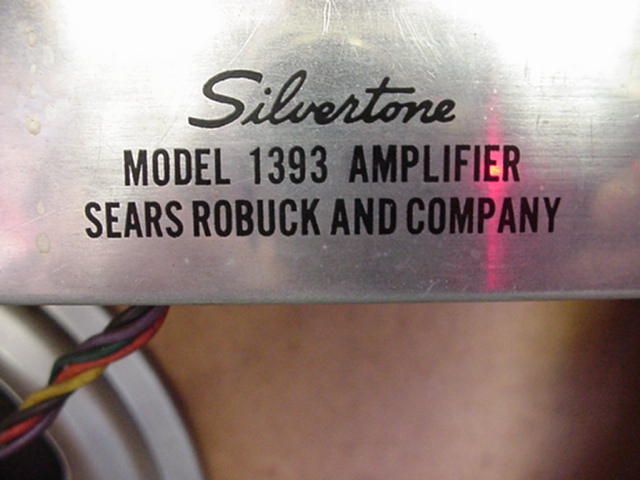 Silvertone
MODEL 1393 AMPLIFIER
SEARS ROBUCK AND COMPANY